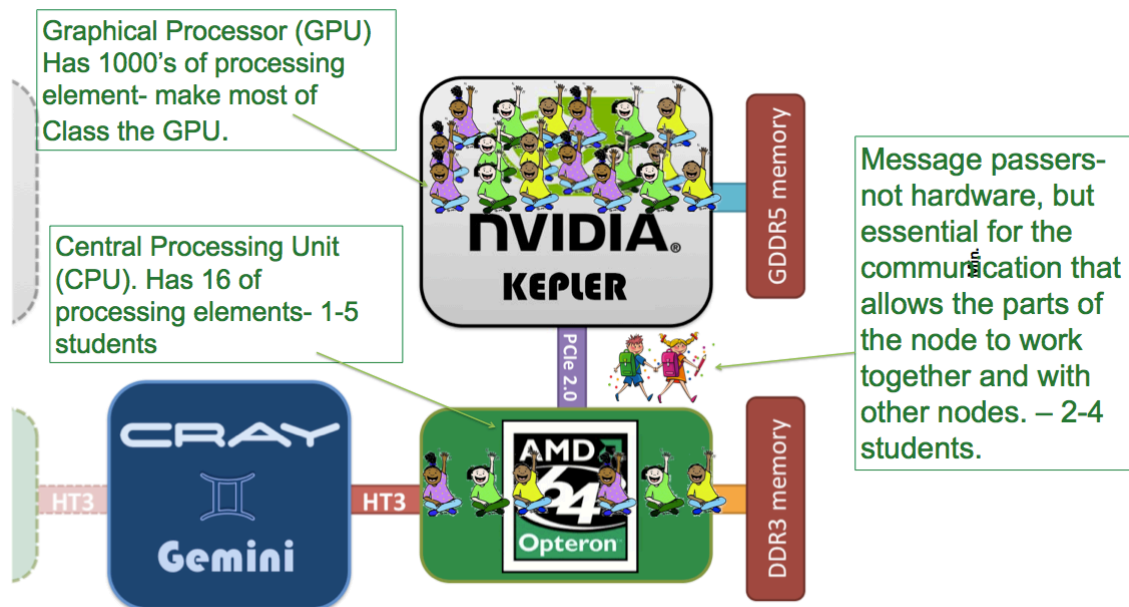 Graphical Processor (GPU)
Has 1000's of processing
element- make most of
Class the GPU.
Central Processing Unit
(CPU). Has 16 of
processing elements- 1-5
students
nVIDIA®
KEPLER
GDDR5 memory
Message passers-
not hardware, but
essential for the
communication that
allows the parts of
the node to work
together and with
other nodes. – 2-4
students.
PCIe 2.0
CRAY
Gemini
HT3
HT3
AMD
64
Opteron
DDR3 memory